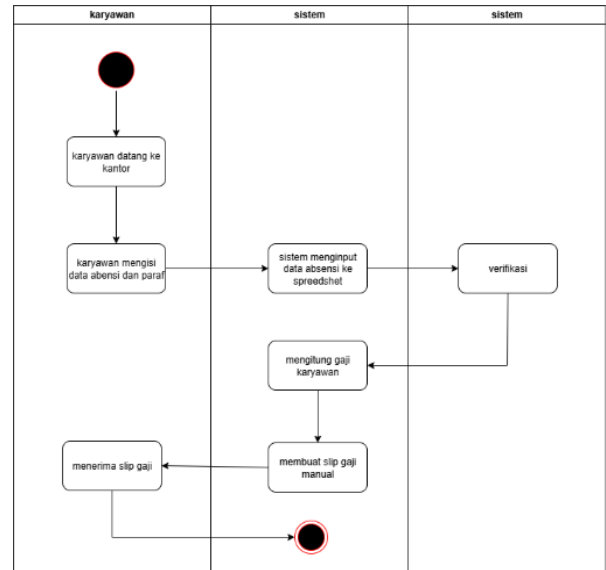 karyawan
sistem
sistem
karyawan datang ke
kantor
karyawan mengisi
data abensi dan paraf
sistem menginput
data absensi ke
spreedshet
verifikasi
mengitung gaji
karyawan
menerima slip gaji
membuat slip gaji
manual